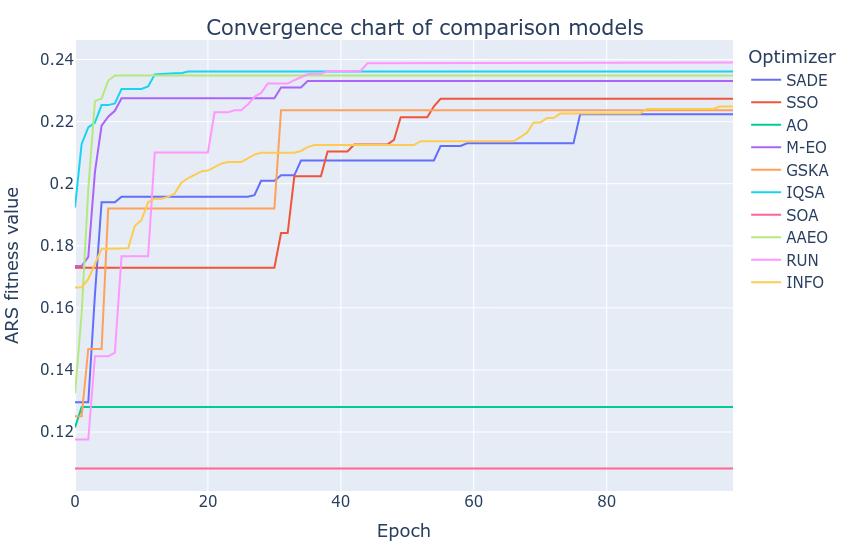 Convergence chart of comparison models
ARS fitness value
0.24
0.22
0.2
0.18
0.16
0.14
0.12
0
20
40
60
80
Epoch
Optimizer
SADE
SSO
AO
M-EO
GSKA
IQSA
SOA
AAEO
RUN
INFO